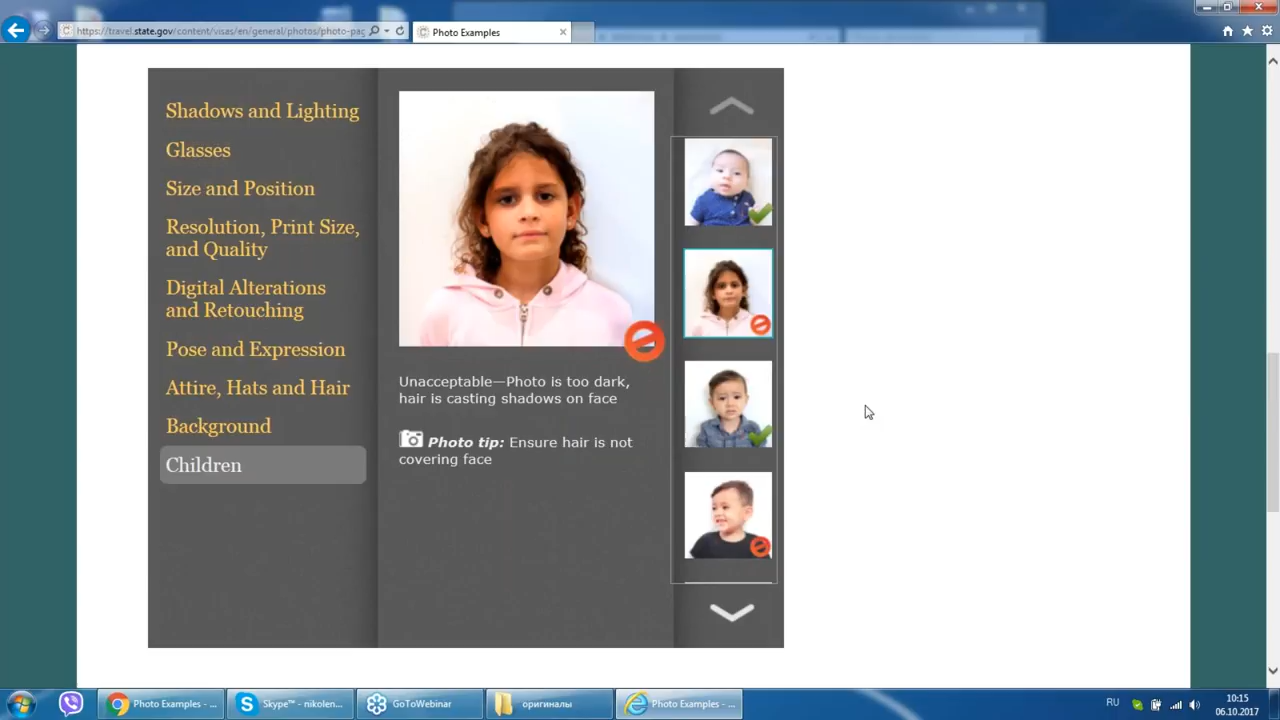 https://travel.state.gov/content/visas/en/general/photos/photo-pag
Photo Examples
Shadows and Lighting
Glasses
Size and Position
Resolution, Print Size,
and Quality
Digital Alterations
and Retouching
Pose and Expression
Attire, Hats and Hair
Background
Children
Unacceptable—Photo is too dark,
hair is casting shadows on face
Photo tip: Ensure hair is not
covering face
Photo Examples - ...
Skype™ - nikolen...
GoToWebinar
оригиналы
Photo Examples - ...
RU
10:15
06.10.2017